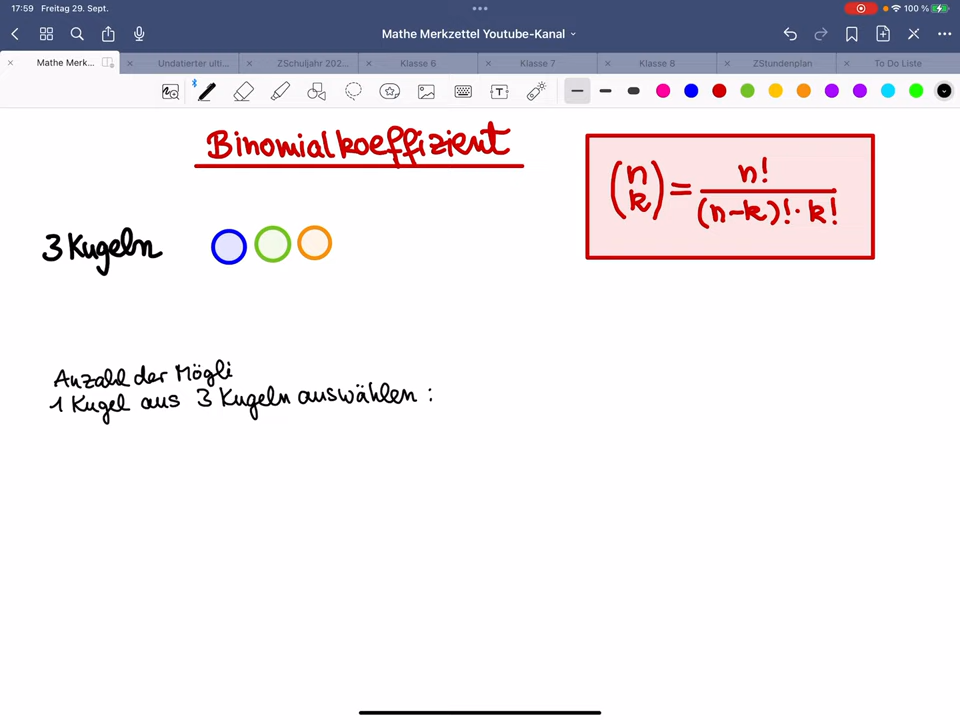 17:59 Freitag 29. Sept.
100 %
Mathe Merkzettel Youtube-Kanal
Mathe Merk...
Undatierter ulti...
ZSchuljahr 202...
Klasse 6
Klasse 7
Klasse 8
ZStundenplan
To Do Liste
Binomialkoeffizient
(n k) = n! / (n-k)! · k!
3 Kugeln
Anzahl der Mögli
1 Kugel aus 3 Kugeln auswählen :